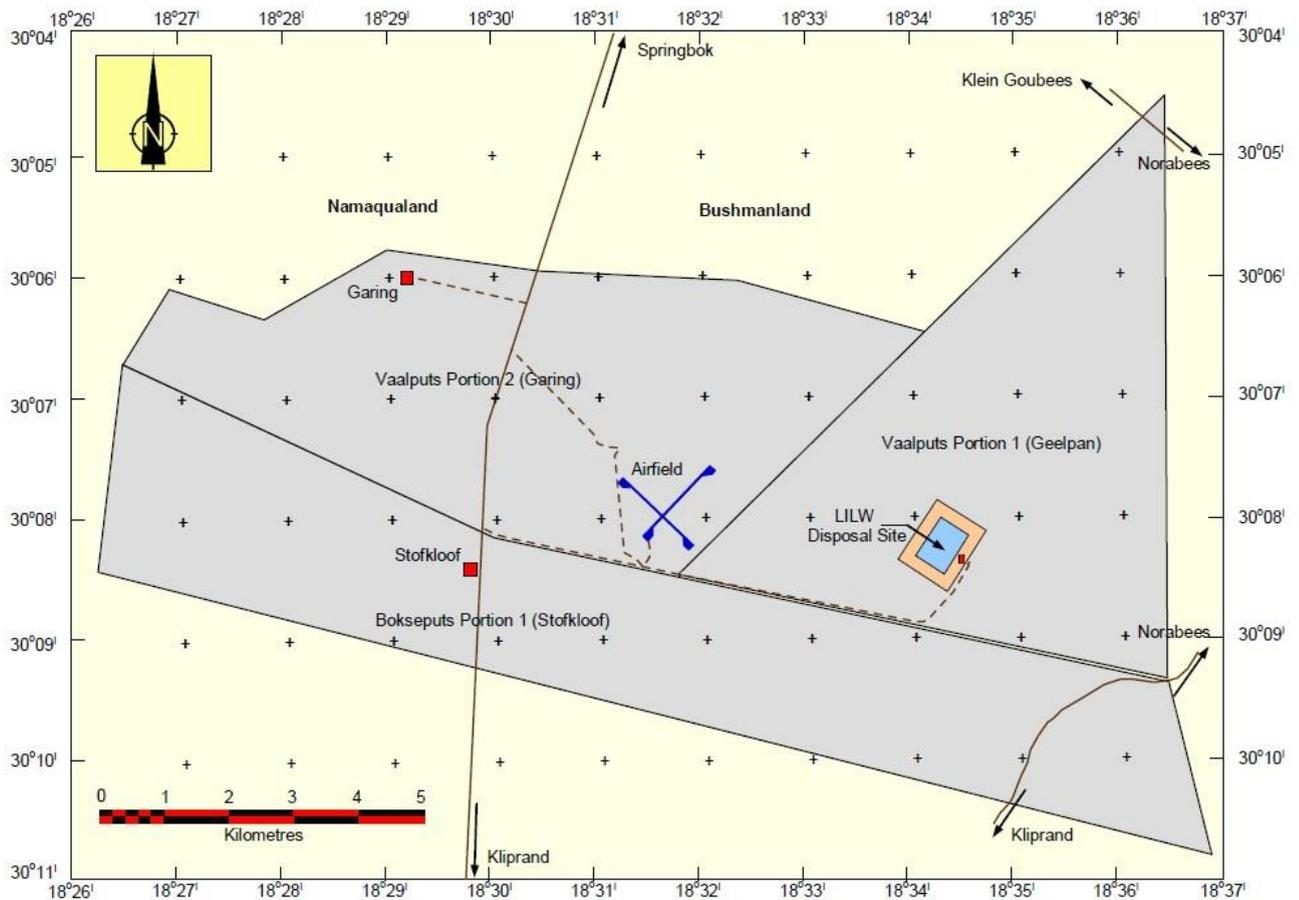 18°26' 18°27' 18°28' 18°29' 18°30' 18°31' 18°32' 18°33' 18°34' 18°35' 18°36' 18°37'
30°04' 30°04'
Springbok
Klein Goubees
N
30°05' 30°05'
Norabees
Namaqualand
Bushmanland
30°06' 30°06'
Garing
Vaalputs Portion 2 (Garing)
30°07' 30°07'
Vaalputs Portion 1 (Geelpan)
Airfield
30°08' 30°08'
LILW
Disposal Site
Stofkloof
Bokseputs Portion 1 (Stofkloof)
30°09' 30°09'
Norabees
30°10' 30°10'
0 1 2 3 4 5
Kilometres
Kliprand
Kliprand
30°11'
18°26' 18°27' 18°28' 18°29' 18°30' 18°31' 18°32' 18°33' 18°34' 18°35' 18°36' 18°37'